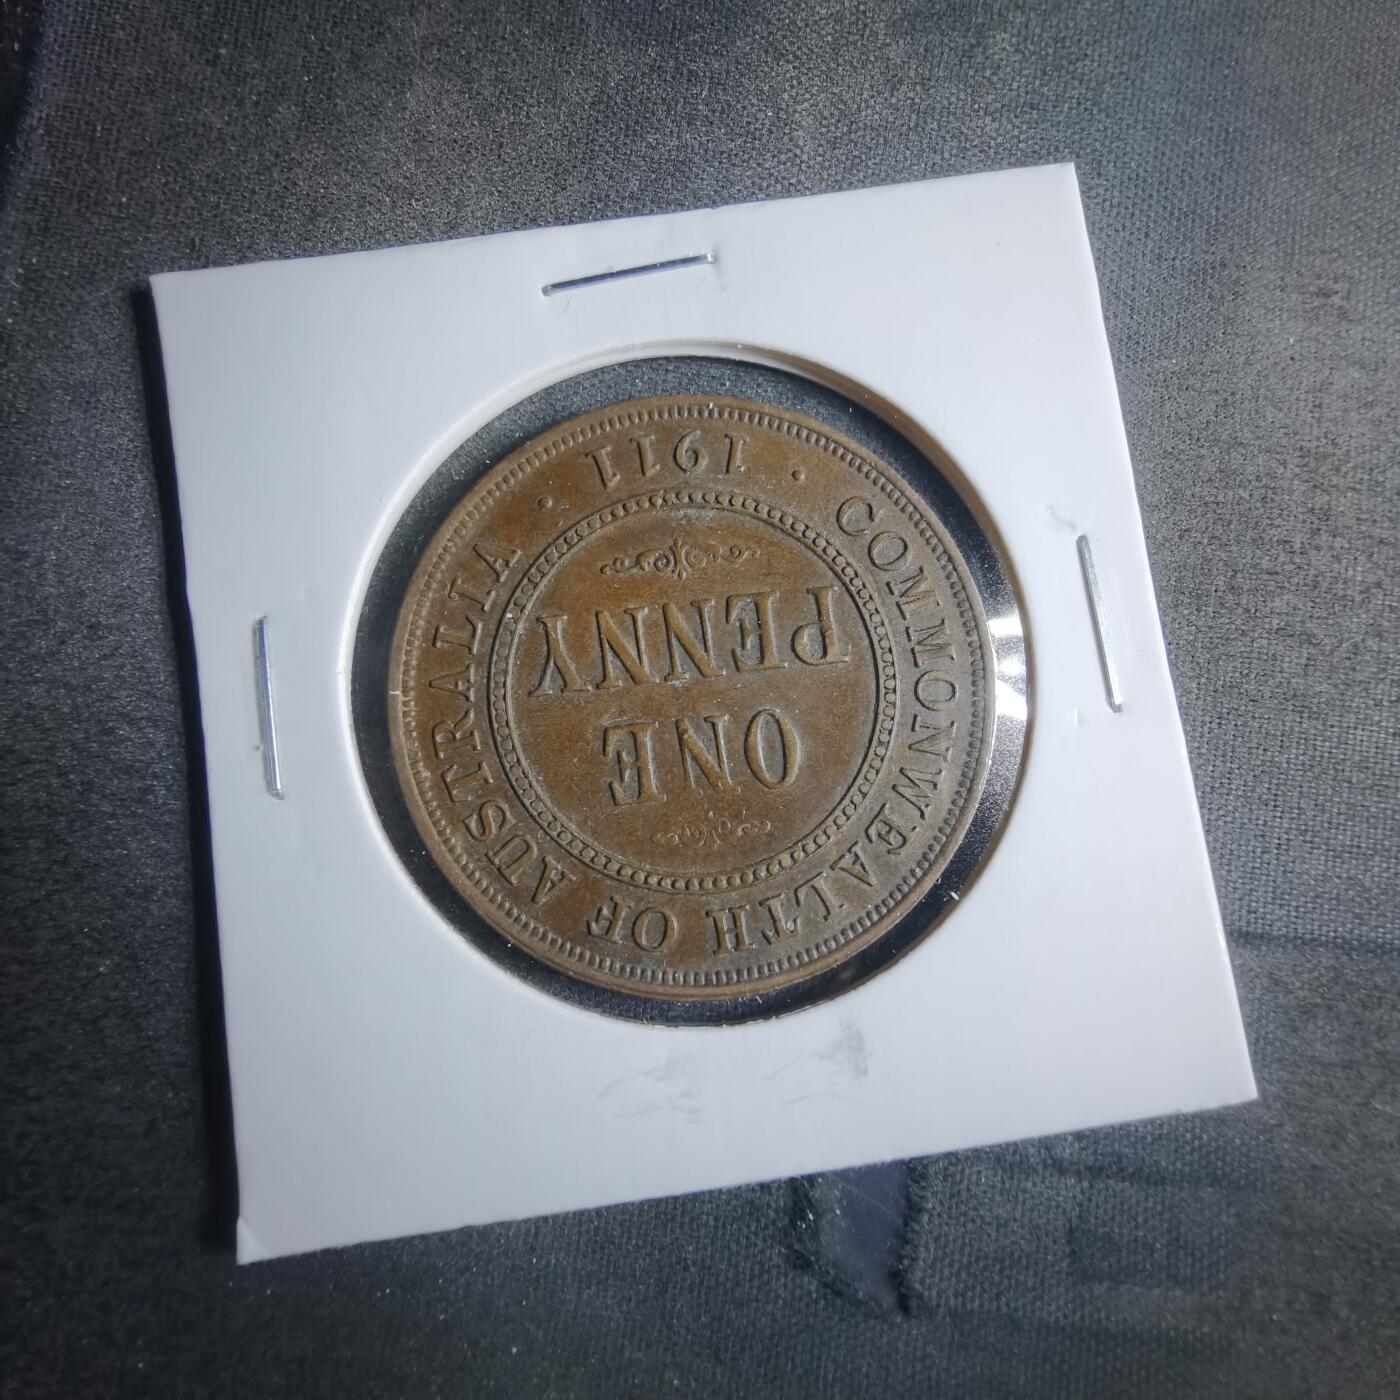 COMMONWEALTH OF AUSTRALIA
ONE
PENNY
· 1911 ·